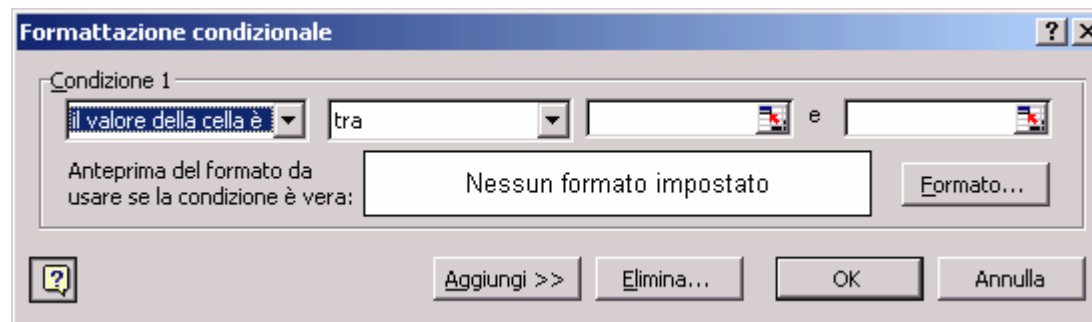 Formattazione condizionale
Condizione 1
il valore della cella è tra e
Anteprima del formato da
usare se la condizione è vera:
Nessun formato impostato
Formato...
Aggiungi >> Elimina... OK Annulla